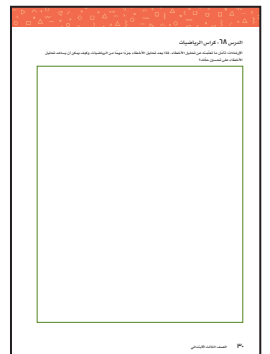 الدرس ٦٨: كراس الرياضيات
الإرشادات: تأمل ما تعلمته عن تحليل الأخطاء. لماذا يعد تحليل الأخطاء جزءًا مهمًا من الرياضيات، وكيف يمكن أن يساعد تحليل
الأخطاء على تحسين حلّك؟
٣٠ الصف الثالث الابتدائي